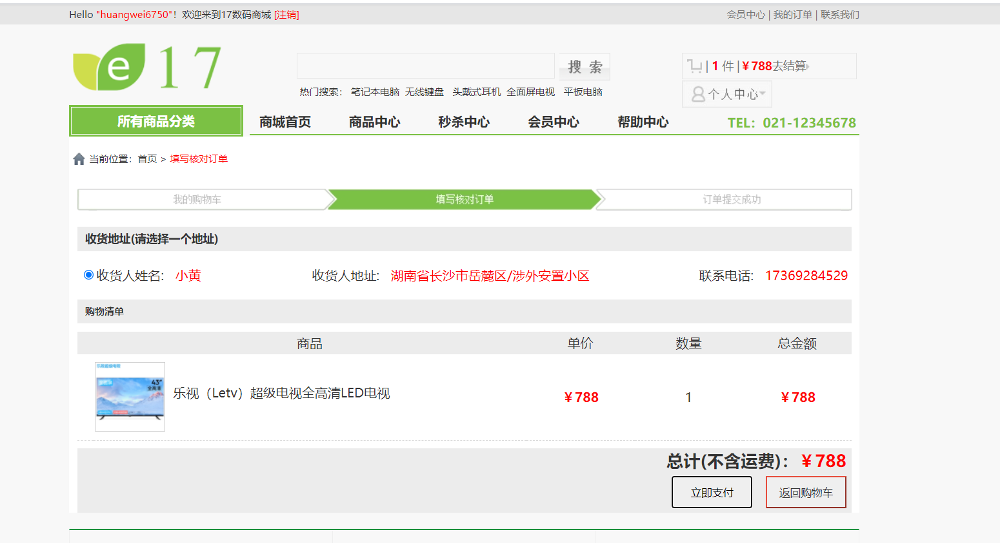 Hello "huangwei6750"！欢迎来到17数码商城 [注销]
会员中心 | 我的订单 | 联系我们
e 17
搜 索
| 1 件 | ¥ 788去结算
热门搜索： 笔记本电脑 无线键盘 头戴式耳机 全面屏电视 平板电脑
个人中心
所有商品分类 商城首页 商品中心 秒杀中心 会员中心 帮助中心 TEL：021-12345678
当前位置：首页 > 填写核对订单
我的购物车 填写核对订单 订单提交成功
收货地址(请选择一个地址)
收货人姓名: 小黄 收货人地址: 湖南省长沙市岳麓区/涉外安置小区 联系电话: 17369284529
购物清单
商品 单价 数量 总金额
乐视超级电视
43"
全高清
乐视（Letv）超级电视全高清LED电视 ¥ 788 1 ¥ 788
总计(不含运费)： ¥ 788
立即支付 返回购物车